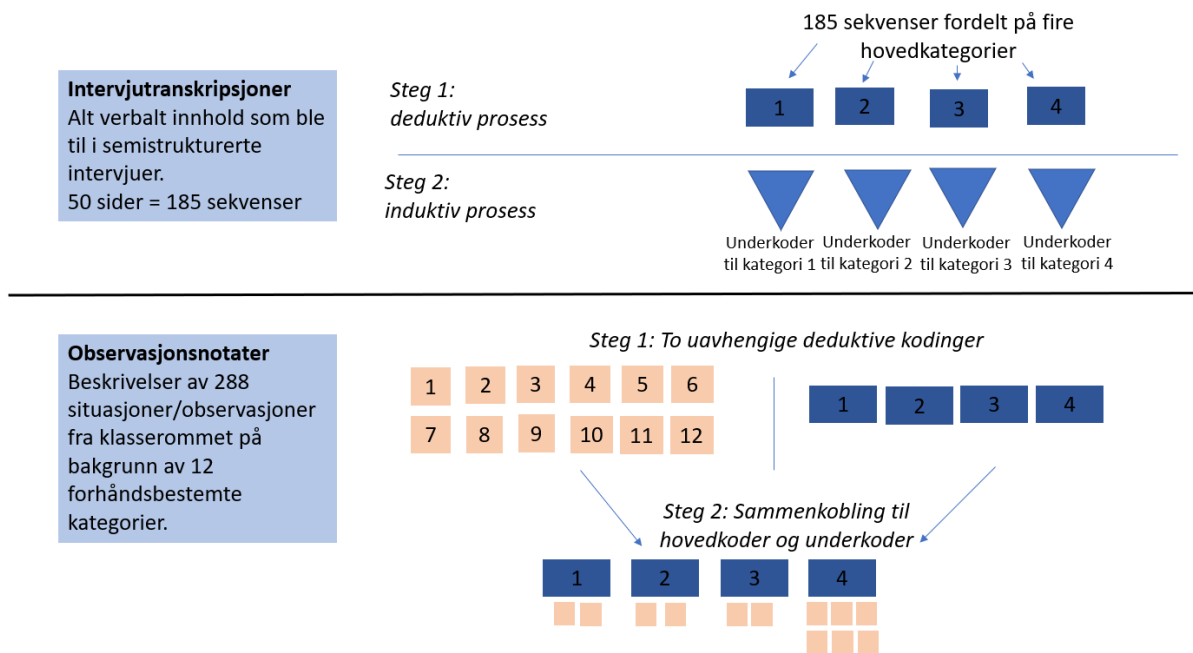 185 sekvenser fordelt på fire
hovedkategorier
Intervjutranskripsjoner
Alt verbalt innhold som ble
til i semistrukturerte
intervjuer.
50 sider = 185 sekvenser
Steg 1:
deduktiv prosess
1 2 3 4
Steg 2:
induktiv prosess
Underkoder Underkoder Underkoder Underkoder
til kategori 1 til kategori 2 til kategori 3 til kategori 4
Observasjonsnotater
Beskrivelser av 288
situasjoner/observasjoner
fra klasserommet på
bakgrunn av 12
forhåndsbestemte
kategorier.
Steg 1: To uavhengige deduktive kodinger
1 2 3 4 5 6
7 8 9 10 11 12
1 2 3 4
Steg 2: Sammenkobling til
hovedkoder og underkoder
1 2 3 4